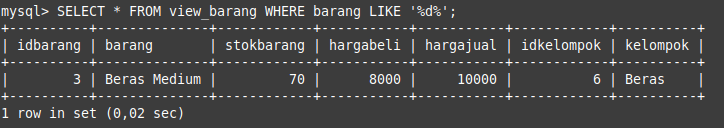 mysql> SELECT * FROM view_barang WHERE barang LIKE '%d%';
+----------+--------------+------------+-----------+-----------+------------+----------+
| idbarang | barang       | stokbarang | hargabeli | hargajual | idkelompok | kelompok |
+----------+--------------+------------+-----------+-----------+------------+----------+
|        3 | Beras Medium |         70 |      8000 |     10000 |          6 | Beras    |
+----------+--------------+------------+-----------+-----------+------------+----------+
1 row in set (0,02 sec)